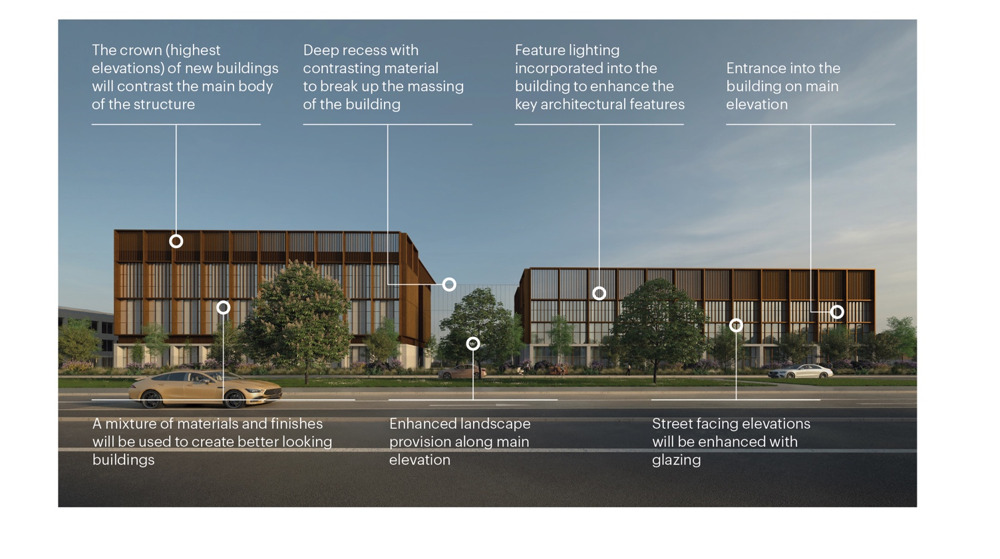 The crown (highest
elevations) of new buildings
will contrast the main body
of the structure
Deep recess with
contrasting material
to break up the massing
of the building
Feature lighting
incorporated into the
building to enhance the
key architectural features
Entrance into the
building on main
elevation
A mixture of materials and finishes
will be used to create better looking
buildings
Enhanced landscape
provision along main
elevation
Street facing elevations
will be enhanced with
glazing